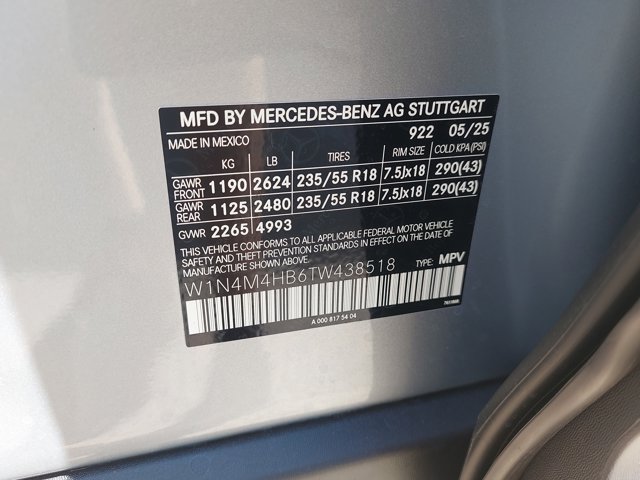 MFD BY MERCEDES-BENZ AG STUTTGART
MADE IN MEXICO 922 05/25
KG LB TIRES RIM SIZE COLD KPA(PSI)
GAWR FRONT 1190 2624 235/55 R18 7.5Jx18 290(43)
GAWR REAR 1125 2480 235/55 R18 7.5Jx18 290(43)
GVWR 2265 4993
THIS VEHICLE CONFORMS TO ALL APPLICABLE FEDERAL MOTOR VEHICLE
SAFETY AND THEFT PREVENTION STANDARDS IN EFFECT ON THE DATE OF
MANUFACTURE SHOWN ABOVE.
W1N4M4HB6TW438518 TYPE: MPV
A 000 817 54 04